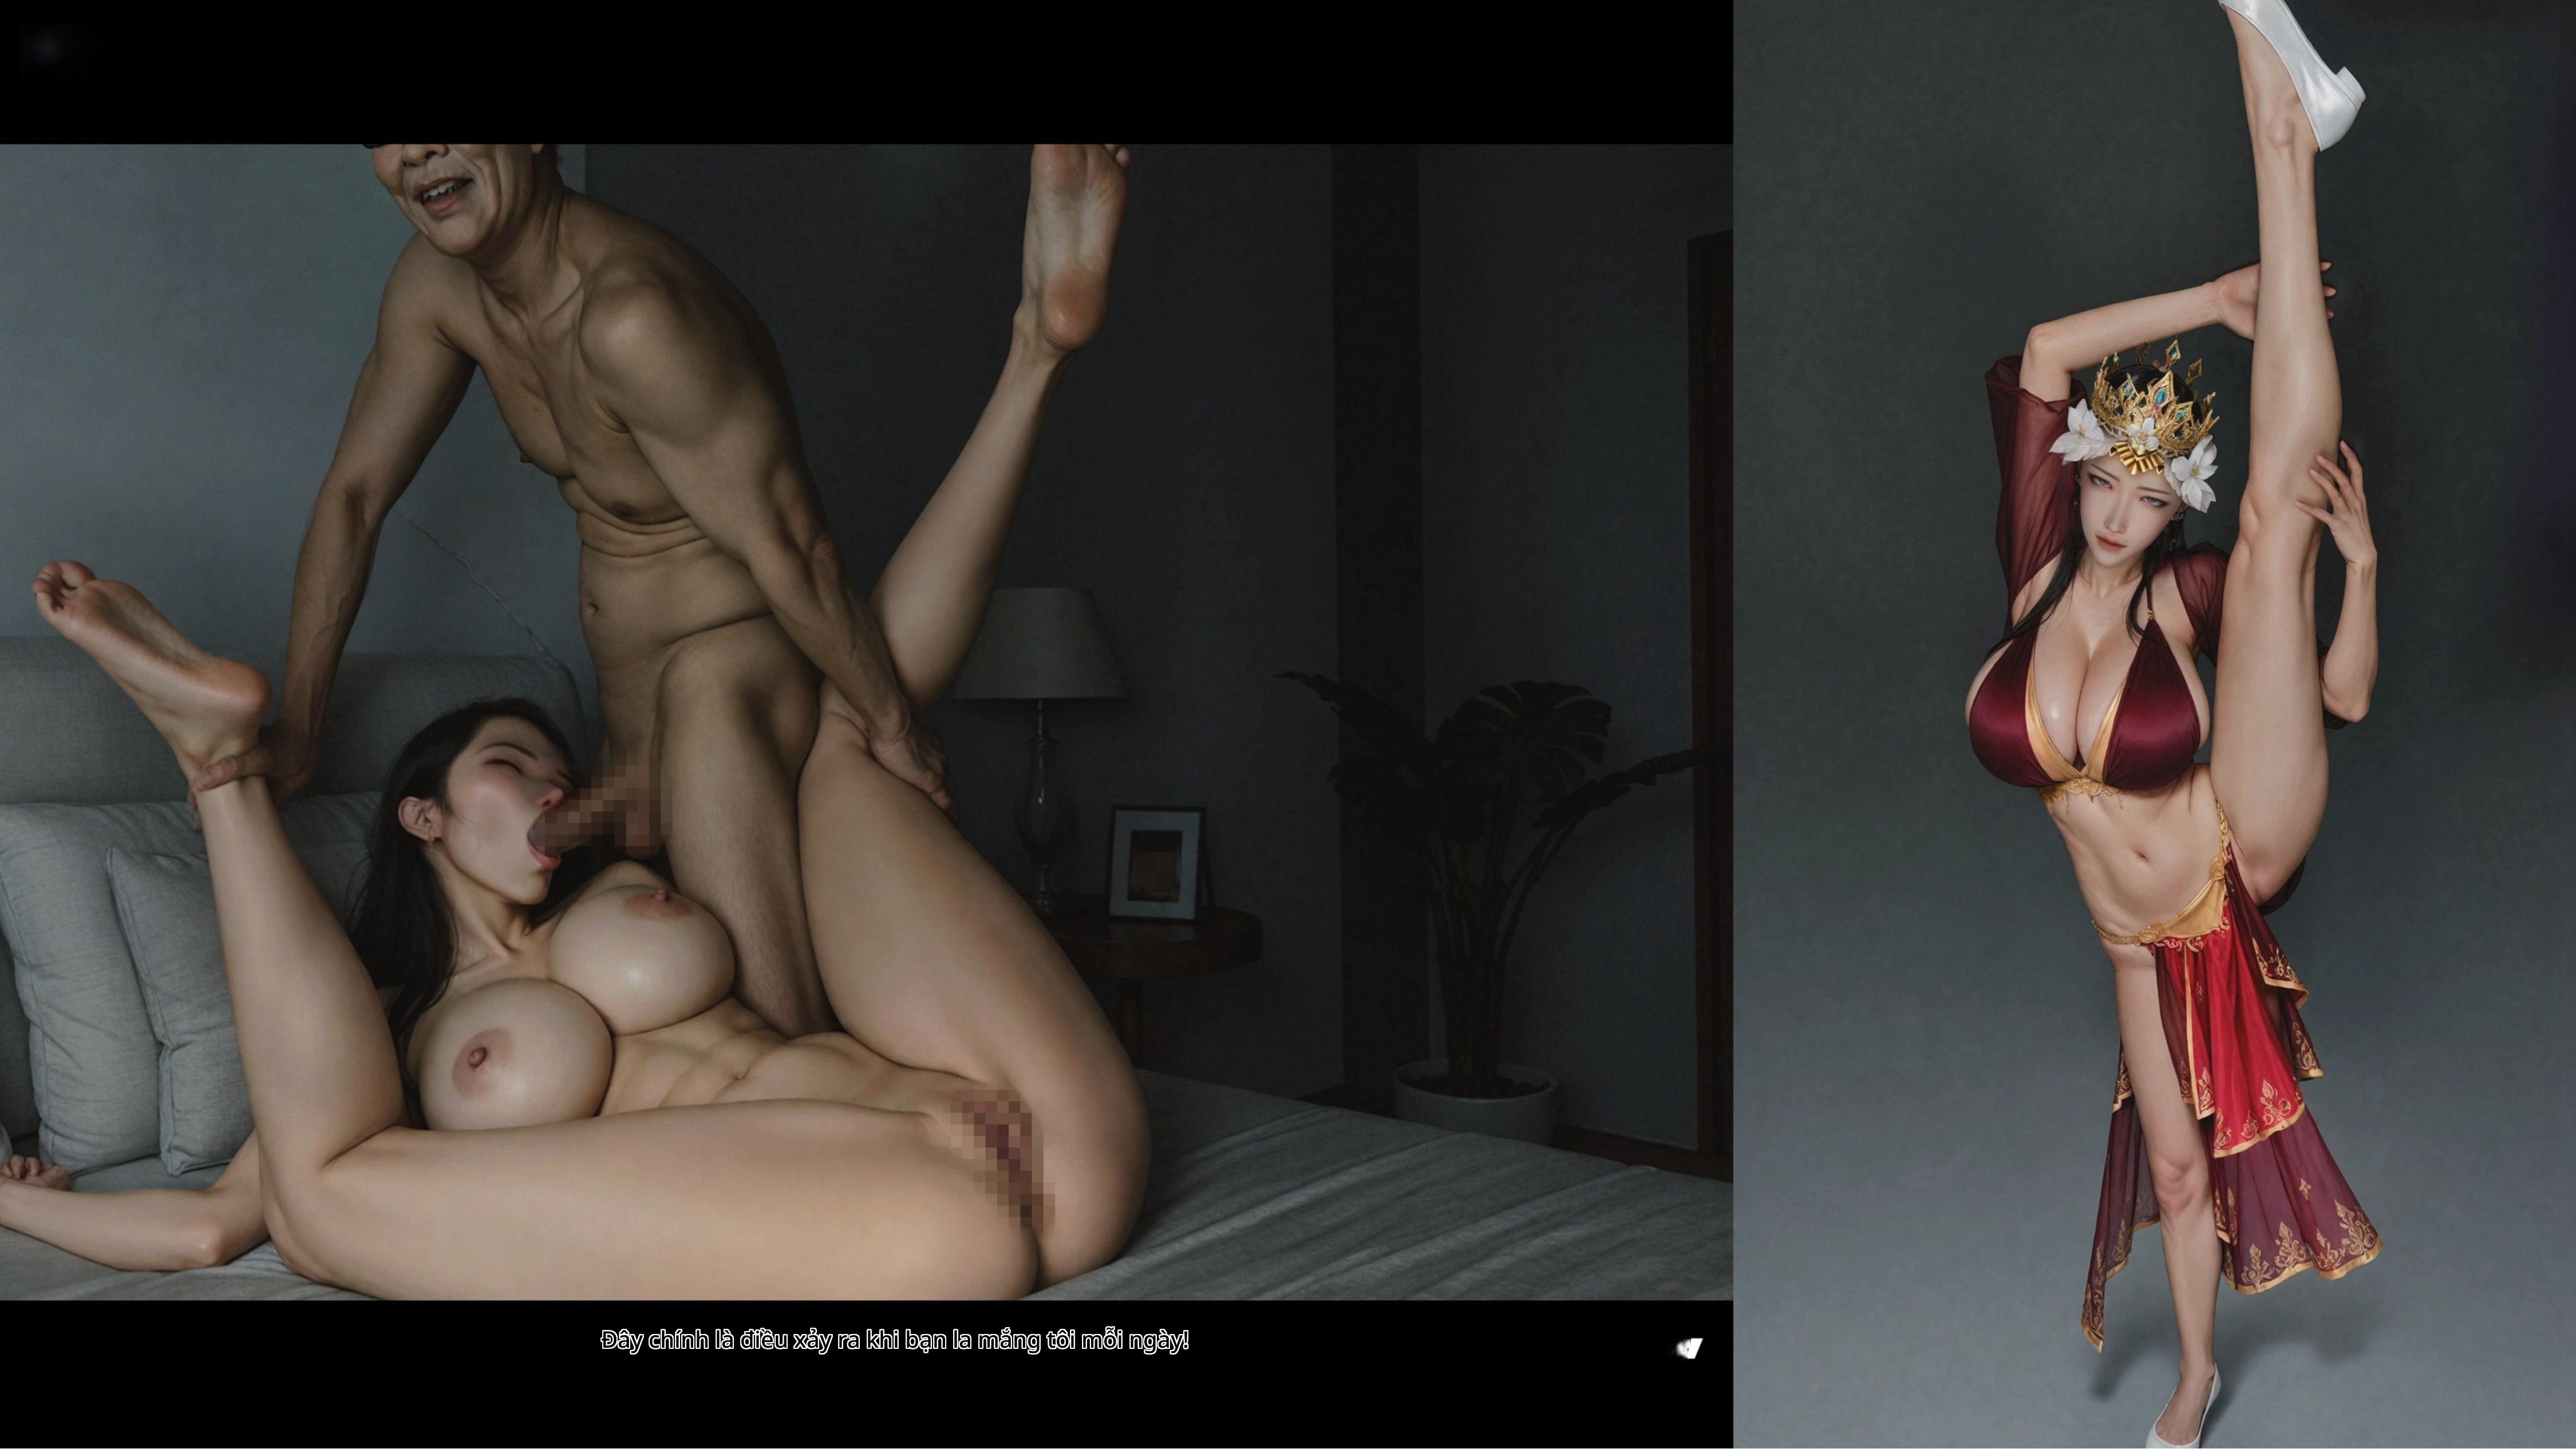 Đây chính là điều xảy ra khi bạn la mắng tôi mỗi ngày!